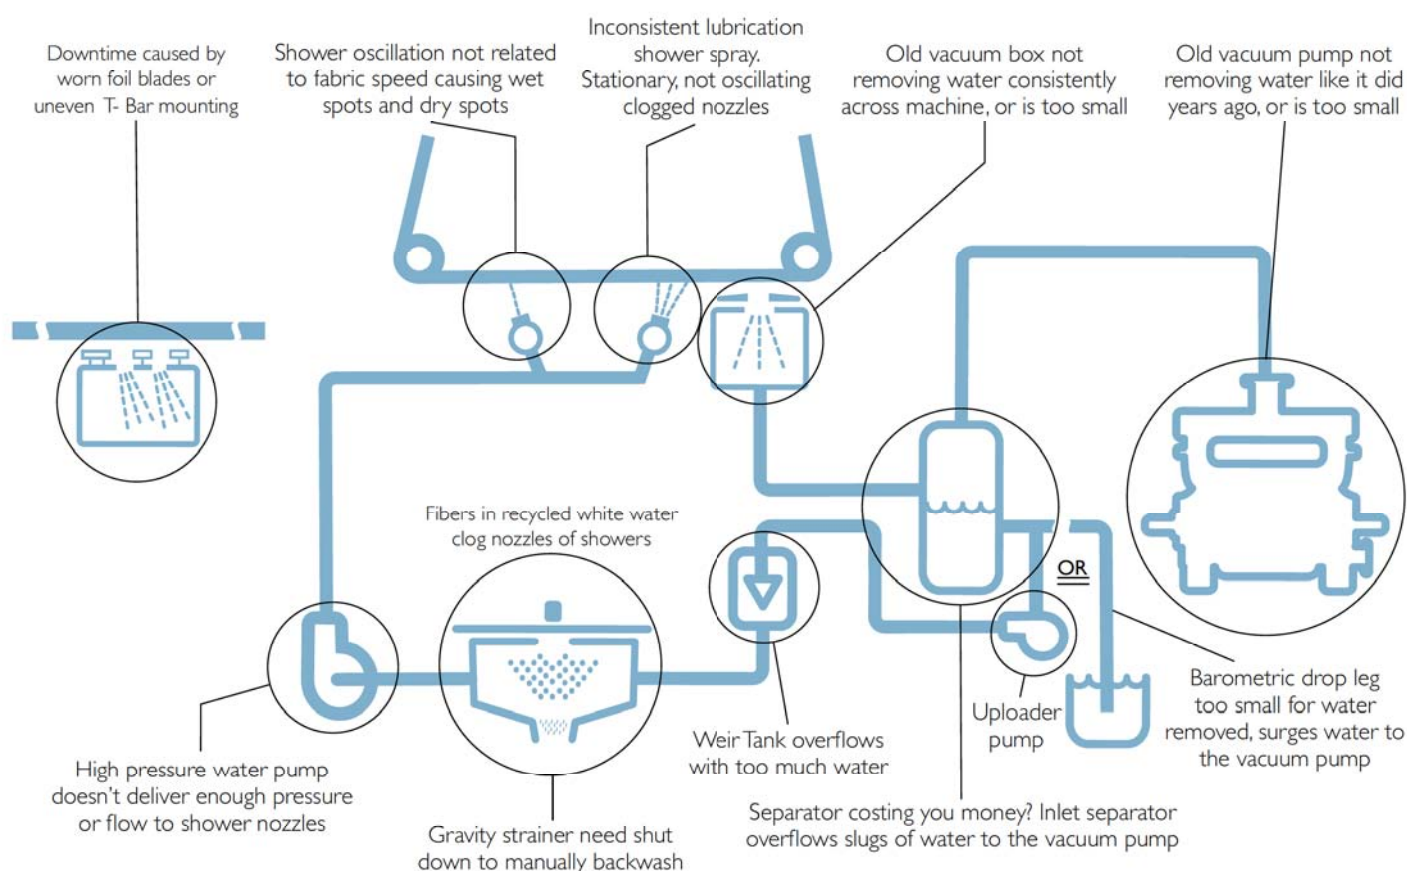 Downtime caused by
worn foil blades or
uneven T- Bar mounting
Shower oscillation not related
to fabric speed causing wet
spots and dry spots
Inconsistent lubrication
shower spray.
Stationary, not oscillating
clogged nozzles
Old vacuum box not
removing water consistently
across machine, or is too small
Old vacuum pump not
removing water like it did
years ago, or is too small
Fibers in recycled white water
clog nozzles of showers
OR
High pressure water pump
doesn't deliver enough pressure
or flow to shower nozzles
Gravity strainer need shut
down to manually backwash
Weir Tank overflows
with too much water
Uploader
pump
Barometric drop leg
too small for water
removed, surges water to
the vacuum pump
Separator costing you money? Inlet separator
overflows slugs of water to the vacuum pump